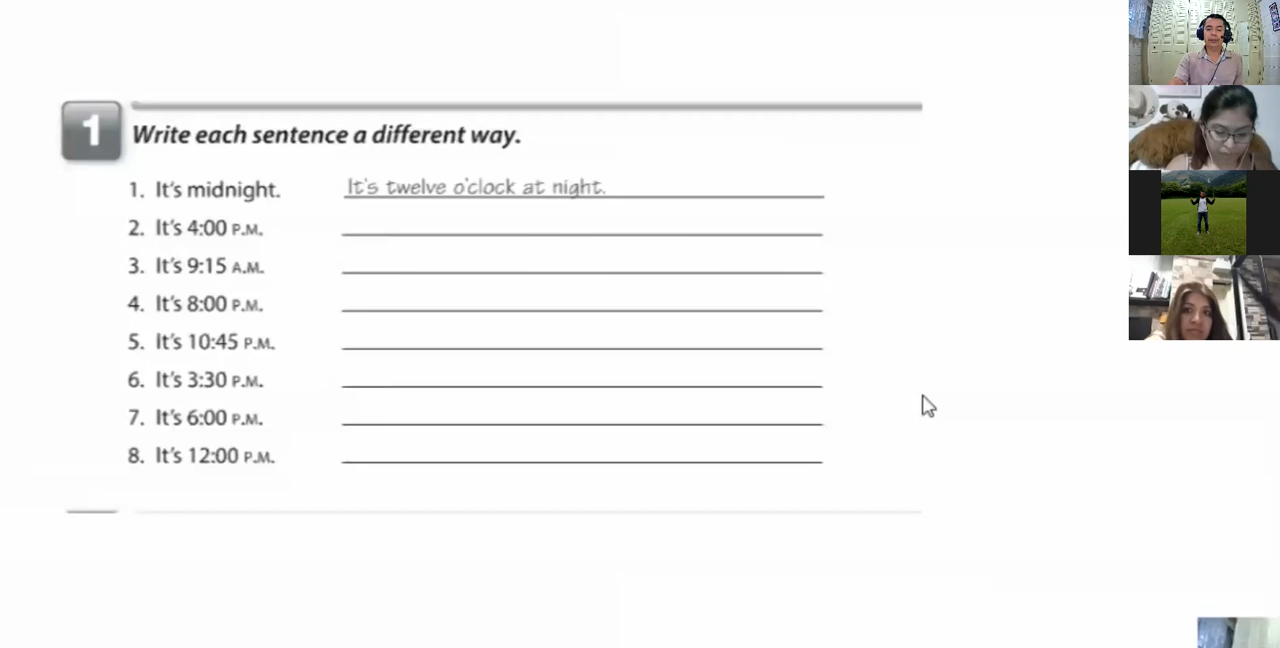 1 Write each sentence a different way.
1. It's midnight. It's twelve o'clock at night.
2. It's 4:00 P.M.
3. It's 9:15 A.M.
4. It's 8:00 P.M.
5. It's 10:45 P.M.
6. It's 3:30 P.M.
7. It's 6:00 P.M.
8. It's 12:00 P.M.